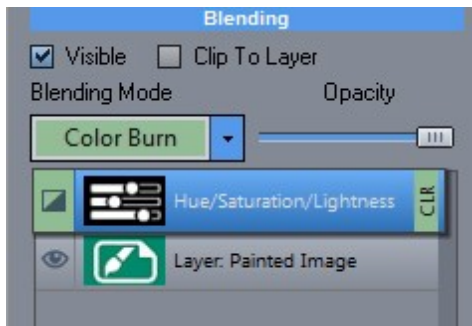 Blending
Visible Clip To Layer
Blending Mode Opacity
Color Burn
Hue/Saturation/Lightness CLR
Layer: Painted Image